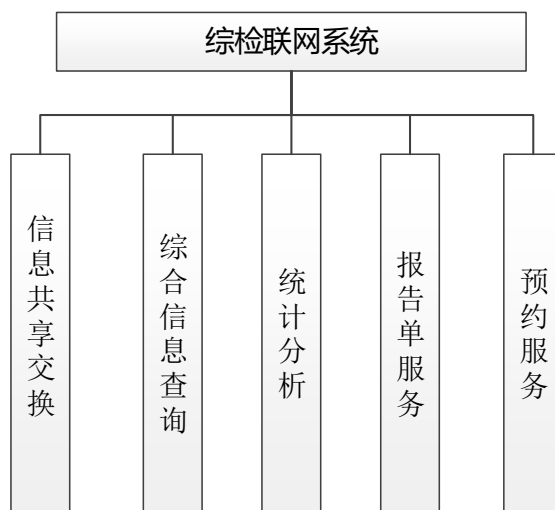 综检联网系统
信息共享交换
综合信息查询
统计分析
报告单服务
预约服务